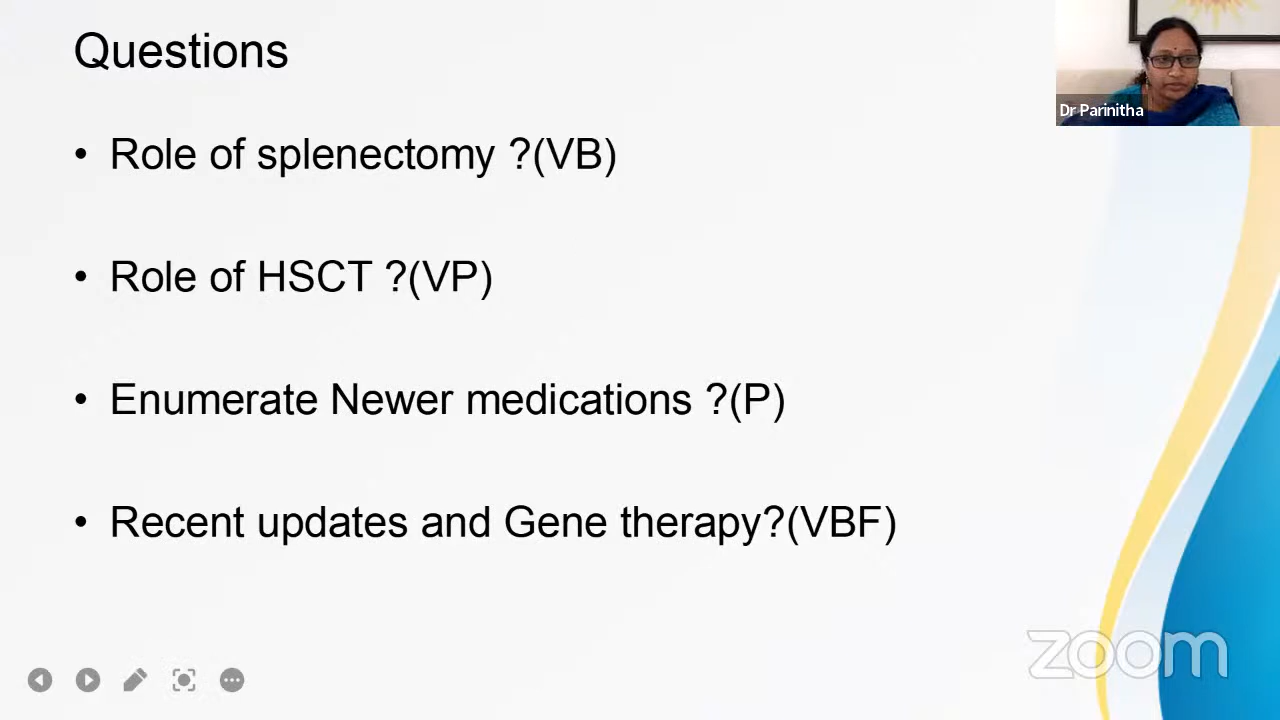 Questions
Dr Parinitha
• Role of splenectomy ?(VB)
• Role of HSCT ?(VP)
• Enumerate Newer medications ?(P)
• Recent updates and Gene therapy?(VBF)
zoom